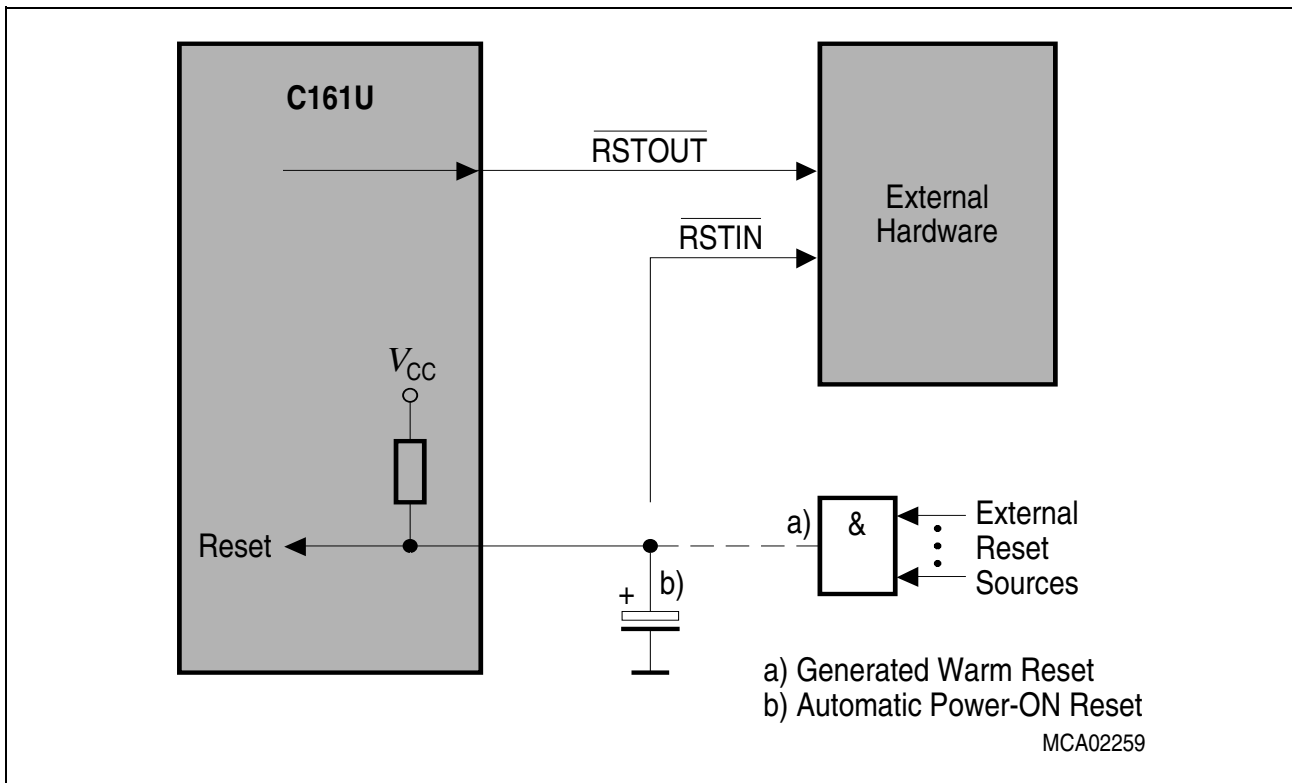 C161U
RSTOUT
External
Hardware
RSTIN
VCC
Reset
a)
&
External
Reset
Sources
b)
+
a) Generated Warm Reset
b) Automatic Power-ON Reset
MCA02259